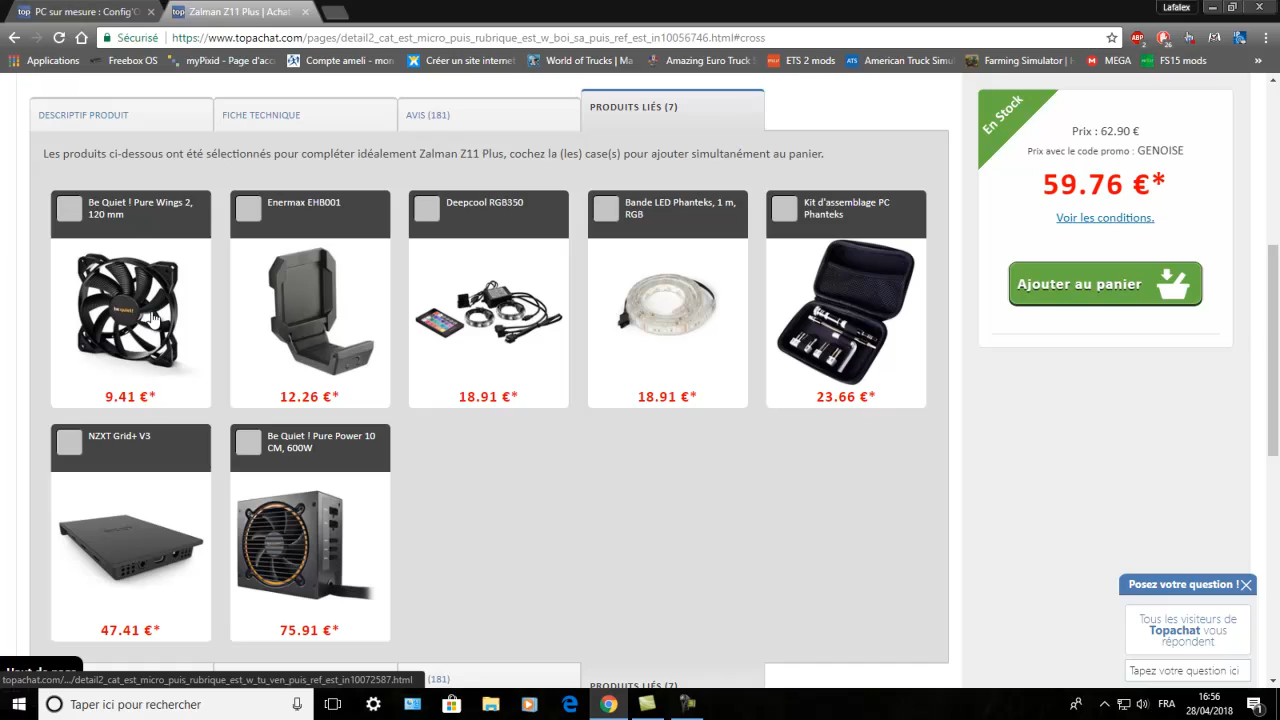 PC sur mesure : Config'C
Zalman Z11 Plus | Achat
Lafalex
Sécurisé
https://www.topachat.com/pages/detail2_cat_est_micro_puis_rubrique_est_w_boi_sa_puis_ref_est_in10056746.html#cross
Applications
Freebox OS
myPixid - Page d'acc
Compte ameli - mon
Créer un site internet
World of Trucks | Ma
Amazing Euro Truck
ETS 2 mods
American Truck Simul
Farming Simulator | H
MEGA
FS15 mods
DESCRIPTIF PRODUIT
FICHE TECHNIQUE
AVIS (181)
PRODUITS LIÉS (7)
Les produits ci-dessous ont été sélectionnés pour compléter idéalement Zalman Z11 Plus, cochez la (les) case(s) pour ajouter simultanément au panier.
Be Quiet ! Pure Wings 2,
120 mm
9.41 €*
Enermax EHB001
12.26 €*
Deepcool RGB350
18.91 €*
Bande LED Phanteks, 1 m,
RGB
18.91 €*
Kit d'assemblage PC
Phanteks
23.66 €*
NZXT Grid+ V3
47.41 €*
Be Quiet ! Pure Power 10
CM, 600W
75.91 €*
En Stock
Prix : 62.90 €
Prix avec le code promo : GENOISE
59.76 €*
Voir les conditions.
Ajouter au panier
Posez votre question !
Tous les visiteurs de
Topachat vous
répondent
Tapez votre question ici
(181)
PRODUITS LIÉS (7)
Haut de page
topachat.com/.../detail2_cat_est_micro_puis_rubrique_est_w_tu_ven_puis_ref_est_in10072587.html
Taper ici pour rechercher
FRA
16:56
28/04/2018